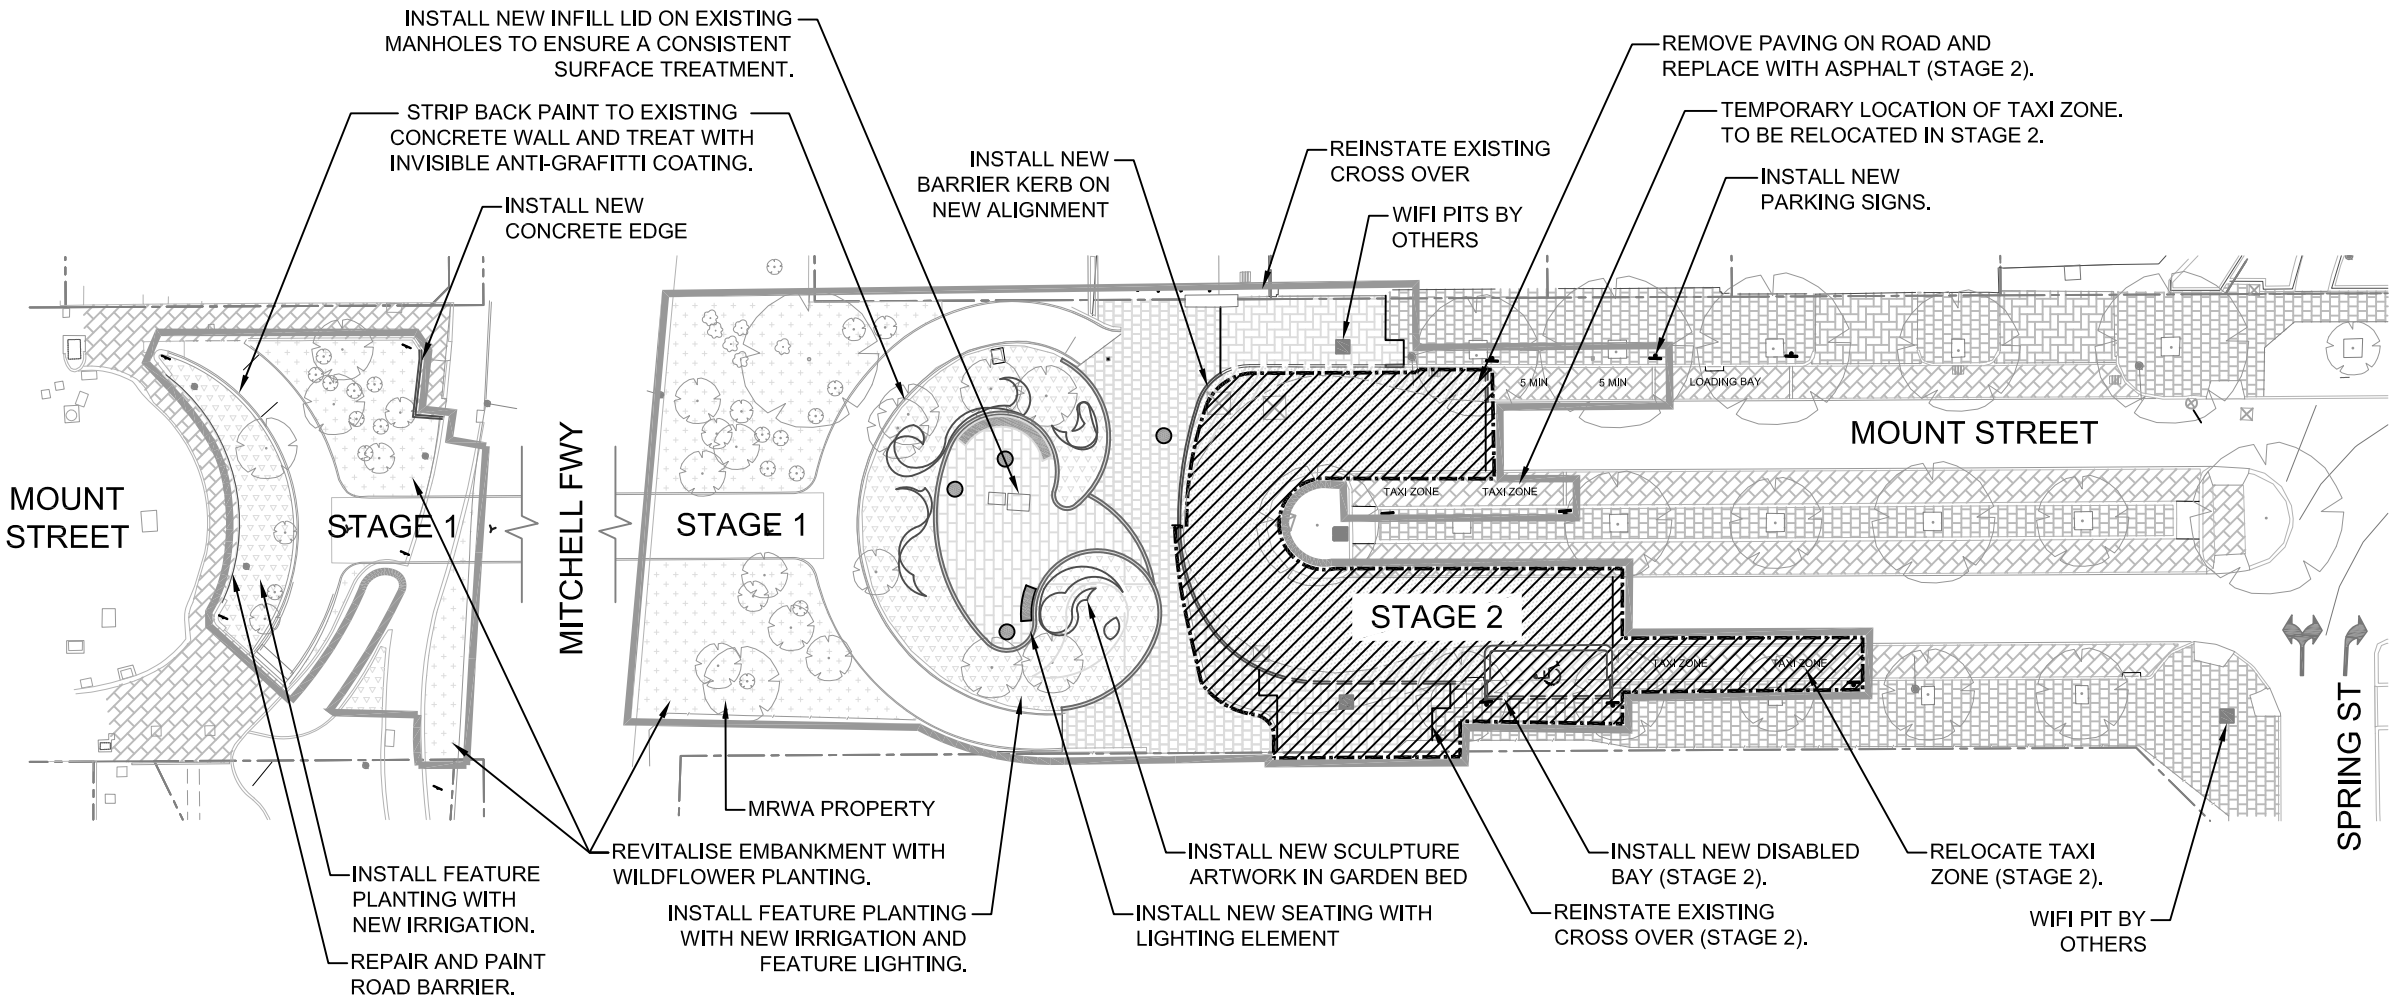 INSTALL NEW INFILL LID ON EXISTING
MANHOLES TO ENSURE A CONSISTENT
SURFACE TREATMENT.
STRIP BACK PAINT TO EXISTING
CONCRETE WALL AND TREAT WITH
INVISIBLE ANTI-GRAFITTI COATING.
INSTALL NEW
CONCRETE EDGE
INSTALL NEW
BARRIER KERB ON
NEW ALIGNMENT
REINSTATE EXISTING
CROSS OVER
WIFI PITS BY
OTHERS
REMOVE PAVING ON ROAD AND
REPLACE WITH ASPHALT (STAGE 2).
TEMPORARY LOCATION OF TAXI ZONE.
TO BE RELOCATED IN STAGE 2.
INSTALL NEW
PARKING SIGNS.
5 MIN
5 MIN
LOADING BAY
MOUNT STREET
TAXI ZONE
TAXI ZONE
MOUNT
STREET
STAGE 1
MITCHELL FWY
STAGE 1
STAGE 2
TAXI ZONE
TAXI ZONE
SPRING ST
MRWA PROPERTY
REVITALISE EMBANKMENT WITH
WILDFLOWER PLANTING.
INSTALL FEATURE
PLANTING WITH
NEW IRRIGATION.
REPAIR AND PAINT
ROAD BARRIER.
INSTALL FEATURE PLANTING
WITH NEW IRRIGATION AND
FEATURE LIGHTING.
INSTALL NEW SCULPTURE
ARTWORK IN GARDEN BED
INSTALL NEW SEATING WITH
LIGHTING ELEMENT
INSTALL NEW DISABLED
BAY (STAGE 2).
REINSTATE EXISTING
CROSS OVER (STAGE 2).
RELOCATE TAXI
ZONE (STAGE 2).
WIFI PIT BY
OTHERS